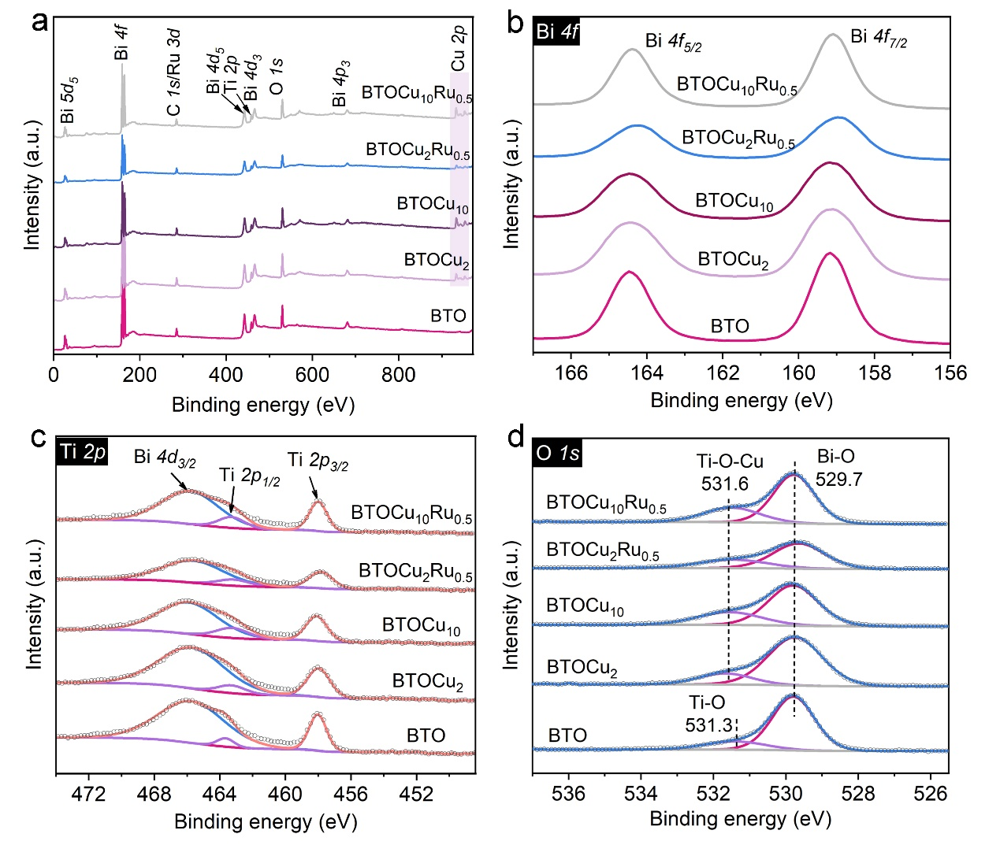 a
Bi 5d5
Bi 4f
C 1s/Ru 3d
Bi 4d5
Ti 2p
Bi 4d3
O 1s
Bi 4p3
Cu 2p
BTOCu10Ru0.5
BTOCu2Ru0.5
BTOCu10
BTOCu2
BTO
Intensity (a.u.)
0 200 400 600 800
Binding energy (eV)
b
Bi 4f
Bi 4f5/2
Bi 4f7/2
BTOCu10Ru0.5
BTOCu2Ru0.5
BTOCu10
BTOCu2
BTO
Intensity (a.u.)
166 164 162 160 158 156
Binding energy (eV)
c
Ti 2p
Bi 4d3/2
Ti 2p1/2
Ti 2p3/2
BTOCu10Ru0.5
BTOCu2Ru0.5
BTOCu10
BTOCu2
BTO
Intensity (a.u.)
472 468 464 460 456 452
Binding energy (eV)
d
O 1s
Ti-O-Cu
531.6
Bi-O
529.7
BTOCu10Ru0.5
BTOCu2Ru0.5
BTOCu10
BTOCu2
Ti-O
531.3
BTO
Intensity (a.u.)
536 534 532 530 528 526
Binding energy (eV)